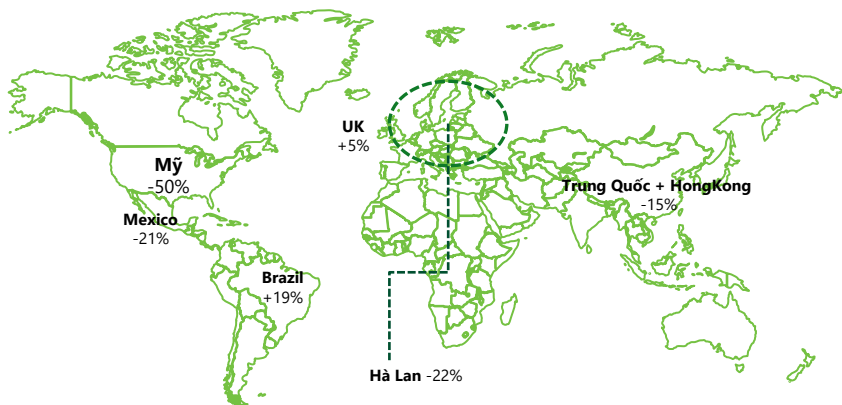 UK
+5%
Mỹ
-50%
Trung Quốc + HongKong
-15%
Mexico
-21%
Brazil
+19%
Hà Lan -22%